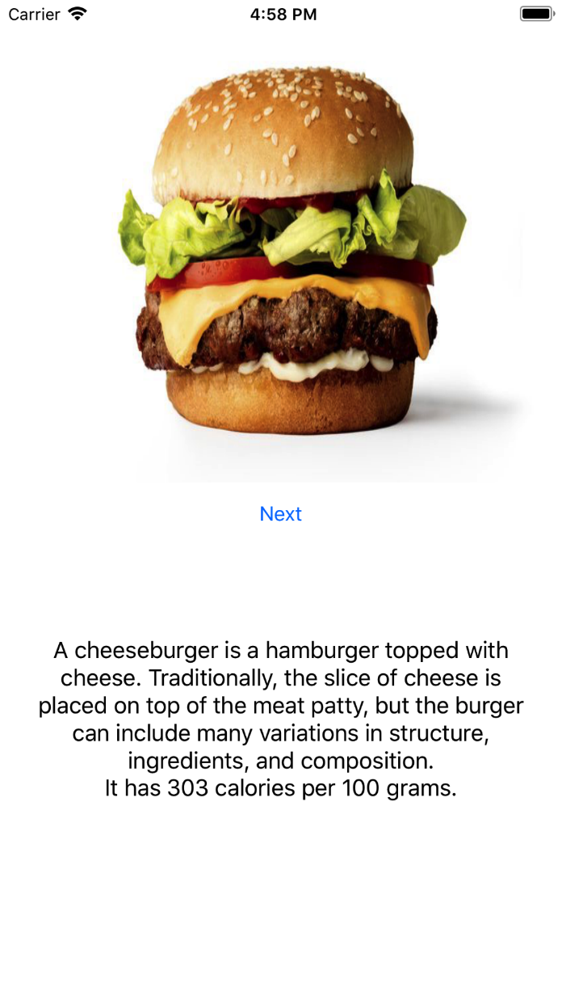 Carrier 4:58 PM
Next
A cheeseburger is a hamburger topped with
cheese. Traditionally, the slice of cheese is
placed on top of the meat patty, but the burger
can include many variations in structure,
ingredients, and composition.
It has 303 calories per 100 grams.